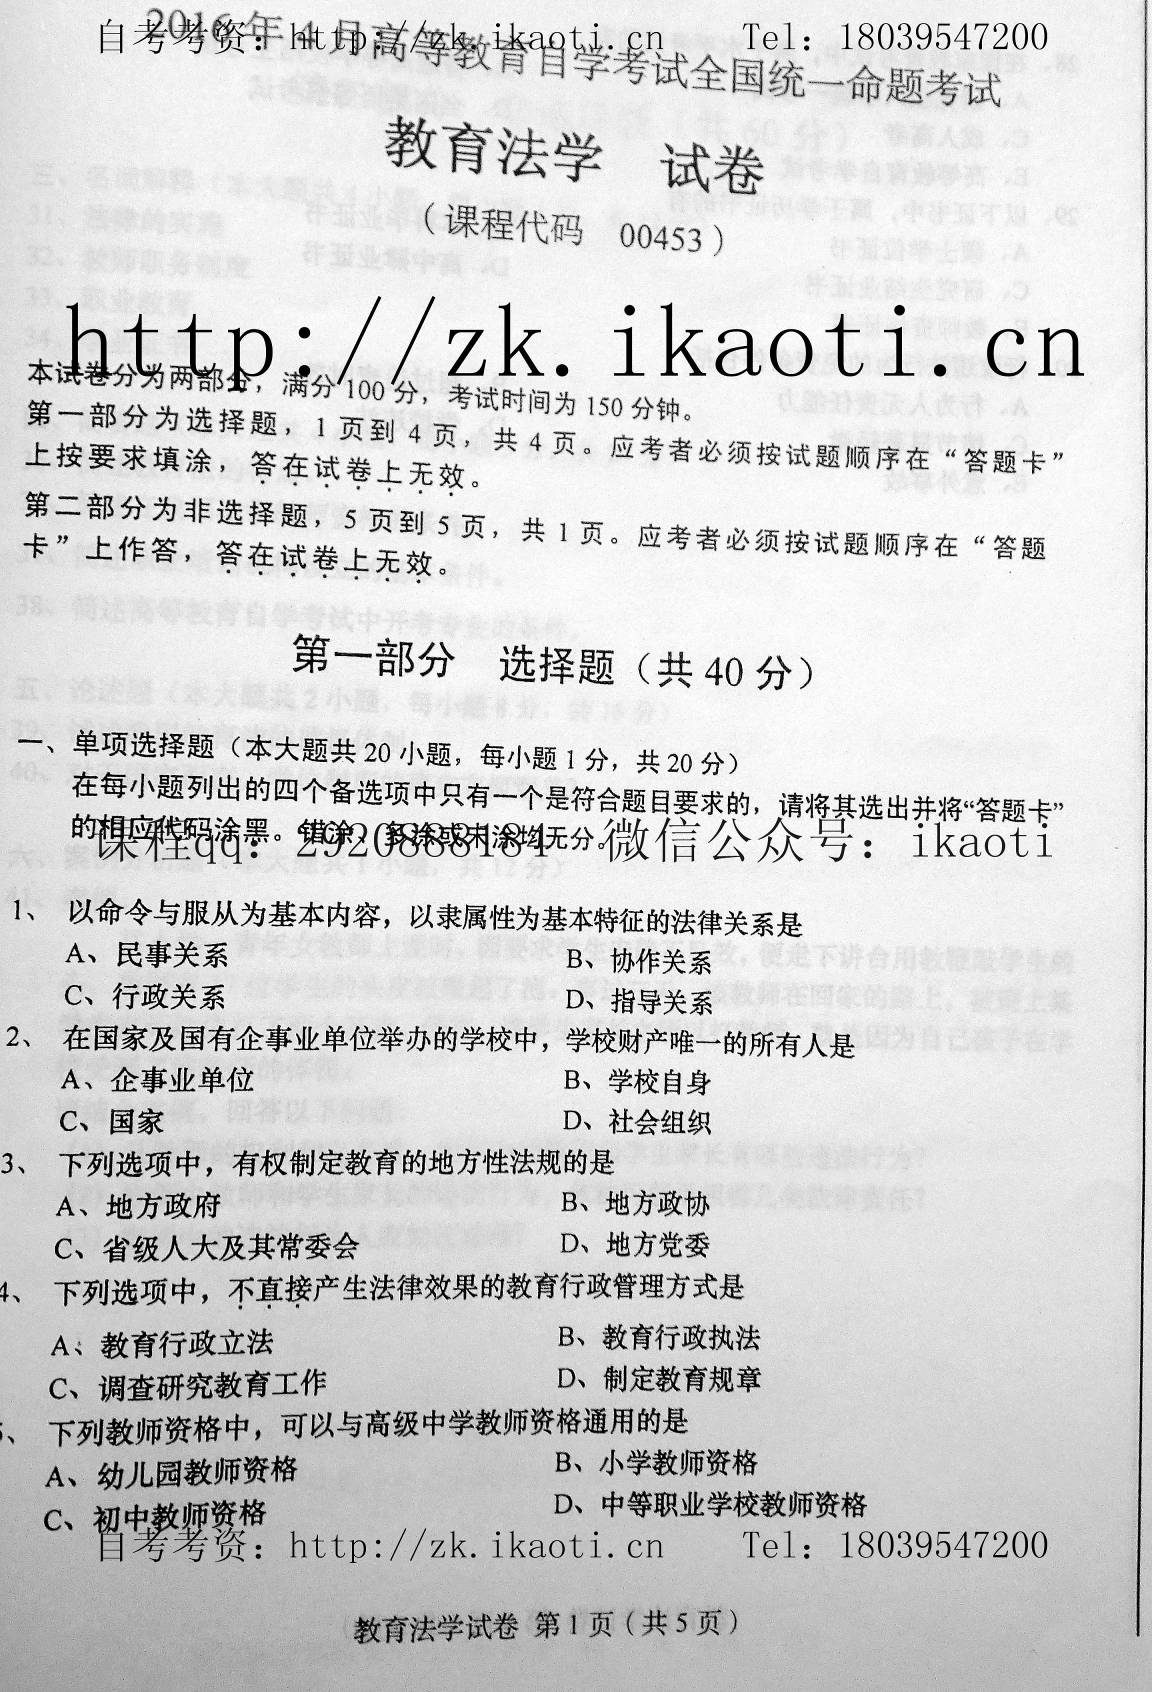 自考考资：http://zk.ikaoti.cn    Tel：18039547200
2016年4月高等教育自学考试全国统一命题考试
教育法学 试卷
（课程代码 00453）
http://zk.ikaoti.cn
本试卷分为两部分，满分100分，考试时间为150分钟。
第一部分为选择题，1页到4页，共4页。应考者必须按试题顺序在“答题卡”
上按要求填涂，答在试卷上无效。
第二部分为非选择题，5页到5页，共1页。应考者必须按试题顺序在“答题
卡”上作答，答在试卷上无效。
第一部分 选择题（共40分）
一、单项选择题（本大题共20小题，每小题1分，共20分）
在每小题列出的四个备选项中只有一个是符合题目要求的，请将其选出并将“答题卡”
的相应代码涂黑。错涂、多涂或未涂均无分。
课程qq：2920888184 微信公众号：ikaoti
1、 以命令与服从为基本内容，以隶属性为基本特征的法律关系是
A、民事关系 B、协作关系
C、行政关系 D、指导关系
2、 在国家及国有企事业单位举办的学校中，学校财产唯一的所有人是
A、企事业单位 B、学校自身
C、国家 D、社会组织
3、 下列选项中，有权制定教育的地方性法规的是
A、地方政府 B、地方政协
C、省级人大及其常委会 D、地方党委
4、 下列选项中，不直接产生法律效果的教育行政管理方式是
A、教育行政立法 B、教育行政执法
C、调查研究教育工作 D、制定教育规章
5、 下列教师资格中，可以与高级中学教师资格通用的是
A、幼儿园教师资格 B、小学教师资格
C、初中教师资格 D、中等职业学校教师资格
自考考资：http://zk.ikaoti.cn    Tel：18039547200
教育法学试卷 第1页（共5页）